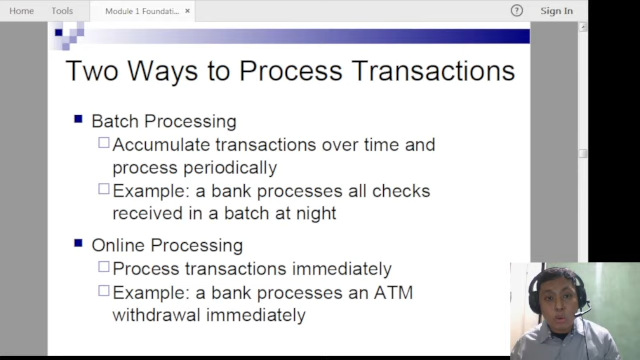 Home Tools Module 1 Foundati... × ? Sign In
Two Ways to Process Transactions
Batch Processing
Accumulate transactions over time and
process periodically
Example: a bank processes all checks
received in a batch at night
Online Processing
Process transactions immediately
Example: a bank processes an ATM
withdrawal immediately